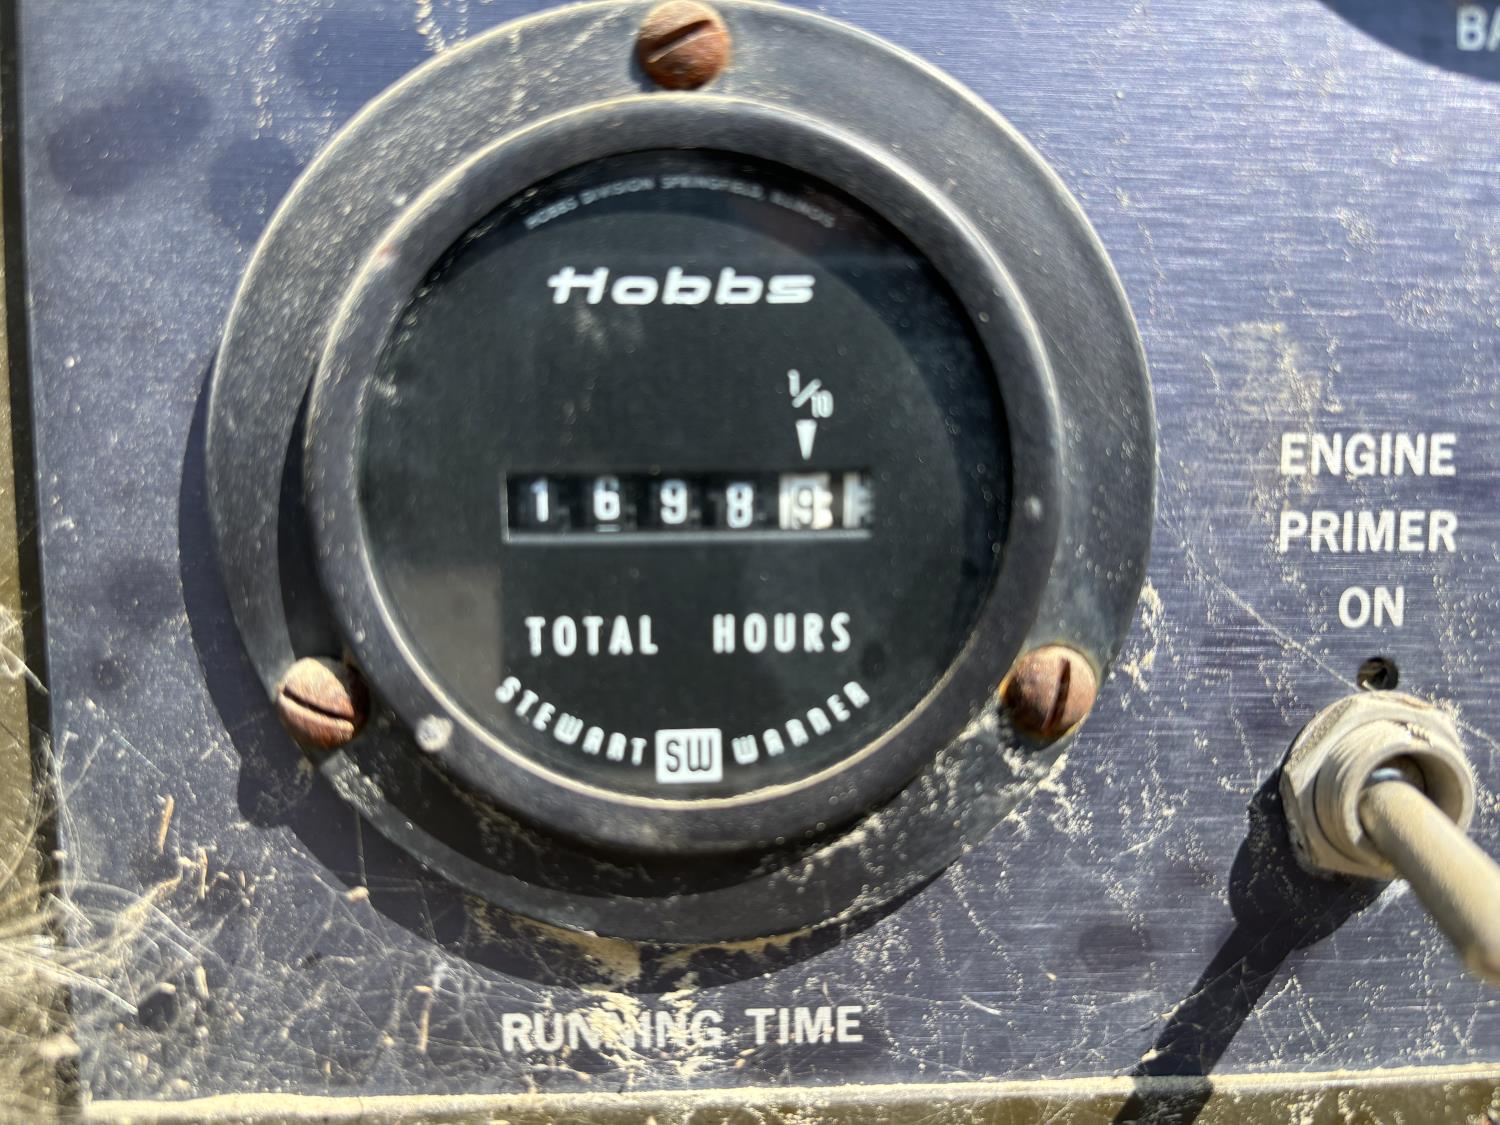 BA
HOBBS DIVISION SPRINGFIELD, ILLINOIS
Hobbs
1/10
1 6 9 8 9
TOTAL HOURS
STEWART SW WARNER
RUNNING TIME
ENGINE
PRIMER
ON